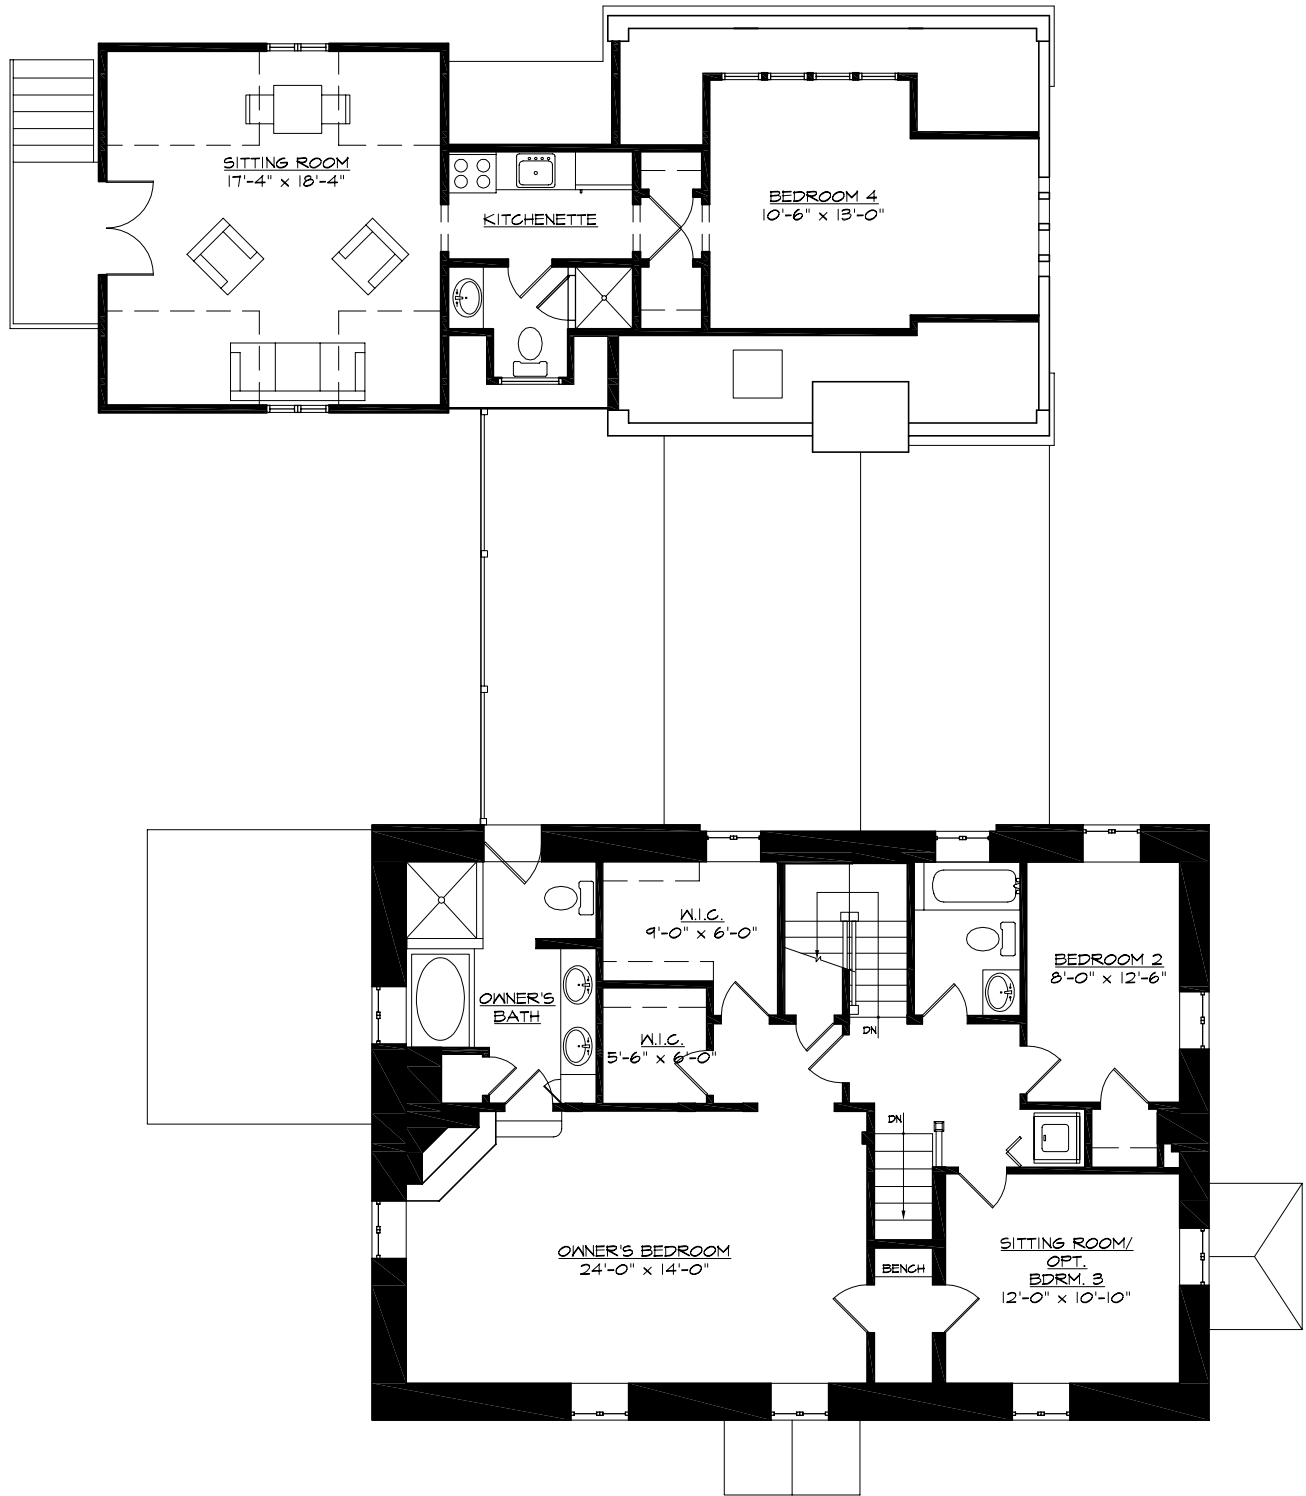 SITTING ROOM
17'-4" x 18'-4"
KITCHENETTE
BEDROOM 4
10'-6" x 13'-0"
W.I.C.
9'-0" x 6'-0"
OWNER'S
BATH
W.I.C.
5'-6" x 6'-0"
DN
BEDROOM 2
8'-0" x 12'-6"
DN
OWNER'S BEDROOM
24'-0" x 14'-0"
BENCH
SITTING ROOM/
OPT.
BDRM. 3
12'-0" x 10'-10"